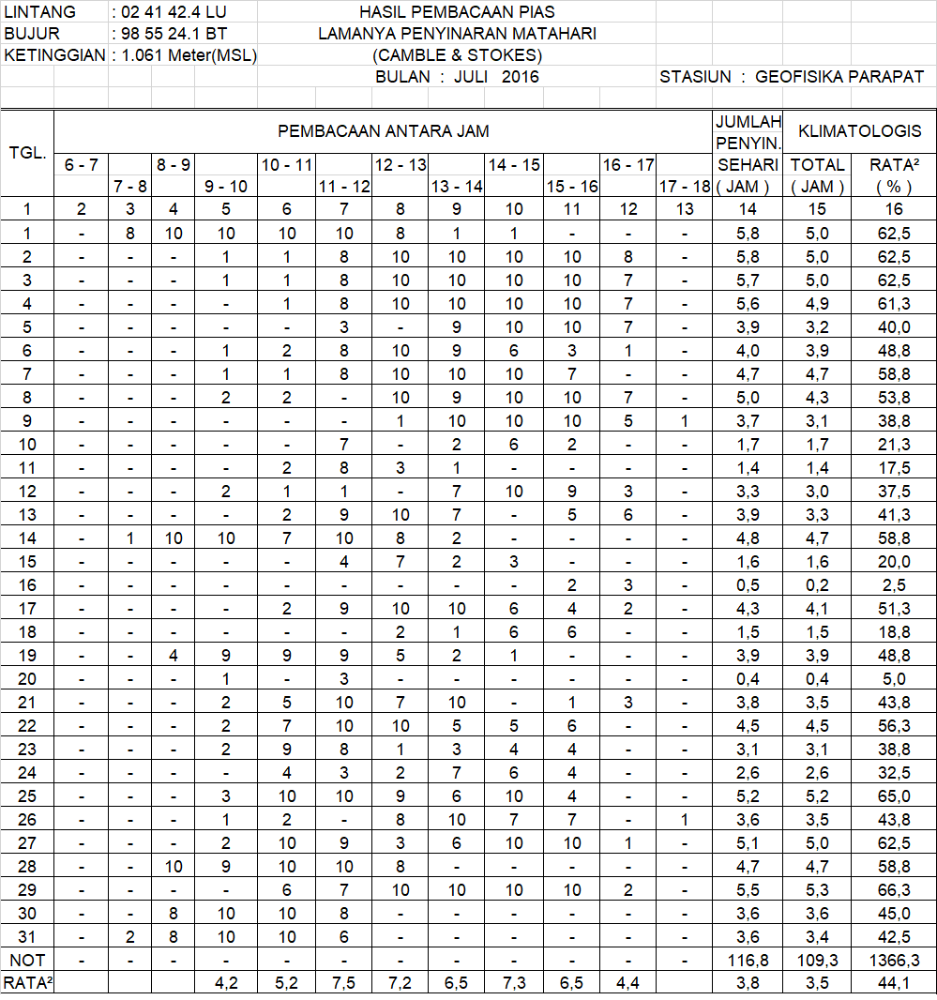 LINTANG : 02 41 42.4 LU HASIL PEMBACAAN PIAS
BUJUR : 98 55 24.1 BT LAMANYA PENYINARAN MATAHARI
KETINGGIAN : 1.061 Meter(MSL) (CAMBLE & STOKES)
BULAN : JULI 2016 STASIUN : GEOFISIKA PARAPAT
TGL. PEMBACAAN ANTARA JAM JUMLAH PENYIN. SEHARI ( JAM ) KLIMATOLOGIS
6 - 7 8 - 9 10 - 11 12 - 13 14 - 15 16 - 17 TOTAL RATA²
7 - 8 9 - 10 11 - 12 13 - 14 15 - 16 17 - 18 ( JAM ) ( % )
1 2 3 4 5 6 7 8 9 10 11 12 13 14 15 16
1 - 8 10 10 10 10 8 1 1 - - - 5,8 5,0 62,5
2 - - - 1 1 8 10 10 10 10 8 - 5,8 5,0 62,5
3 - - - 1 1 8 10 10 10 10 7 - 5,7 5,0 62,5
4 - - - - 1 8 10 10 10 10 7 - 5,6 4,9 61,3
5 - - - - - 3 - 9 10 10 7 - 3,9 3,2 40,0
6 - - - 1 2 8 10 9 6 3 1 - 4,0 3,9 48,8
7 - - - 1 1 8 10 10 10 7 - - 4,7 4,7 58,8
8 - - - 2 2 - 10 9 10 10 7 - 5,0 4,3 53,8
9 - - - - - - 1 10 10 10 5 1 3,7 3,1 38,8
10 - - - - - 7 - 2 6 2 - - 1,7 1,7 21,3
11 - - - - 2 8 3 1 - - - - 1,4 1,4 17,5
12 - - - 2 1 1 - 7 10 9 3 - 3,3 3,0 37,5
13 - - - - 2 9 10 7 - 5 6 - 3,9 3,3 41,3
14 - 1 10 10 7 10 8 2 - - - - 4,8 4,7 58,8
15 - - - - - 4 7 2 3 - - - 1,6 1,6 20,0
16 - - - - - - - - - 2 3 - 0,5 0,2 2,5
17 - - - - 2 9 10 10 6 4 2 - 4,3 4,1 51,3
18 - - - - - - 2 1 6 6 - - 1,5 1,5 18,8
19 - - 4 9 9 9 5 2 1 - - - 3,9 3,9 48,8
20 - - - 1 - 3 - - - - - - 0,4 0,4 5,0
21 - - - 2 5 10 7 10 - 1 3 - 3,8 3,5 43,8
22 - - - 2 7 10 10 5 5 6 - - 4,5 4,5 56,3
23 - - - 2 9 8 1 3 4 4 - - 3,1 3,1 38,8
24 - - - - 4 3 2 7 6 4 - - 2,6 2,6 32,5
25 - - - 3 10 10 9 6 10 4 - - 5,2 5,2 65,0
26 - - - 1 2 - 8 10 7 7 - 1 3,6 3,5 43,8
27 - - - 2 10 9 3 6 10 10 1 - 5,1 5,0 62,5
28 - - 10 9 10 10 8 - - - - - 4,7 4,7 58,8
29 - - - - 6 7 10 10 10 10 2 - 5,5 5,3 66,3
30 - - 8 10 10 8 - - - - - - 3,6 3,6 45,0
31 - 2 8 10 10 6 - - - - - - 3,6 3,4 42,5
NOT - - - - - - - - - - - - 116,8 109,3 1366,3
RATA² 4,2 5,2 7,5 7,2 6,5 7,3 6,5 4,4 3,8 3,5 44,1